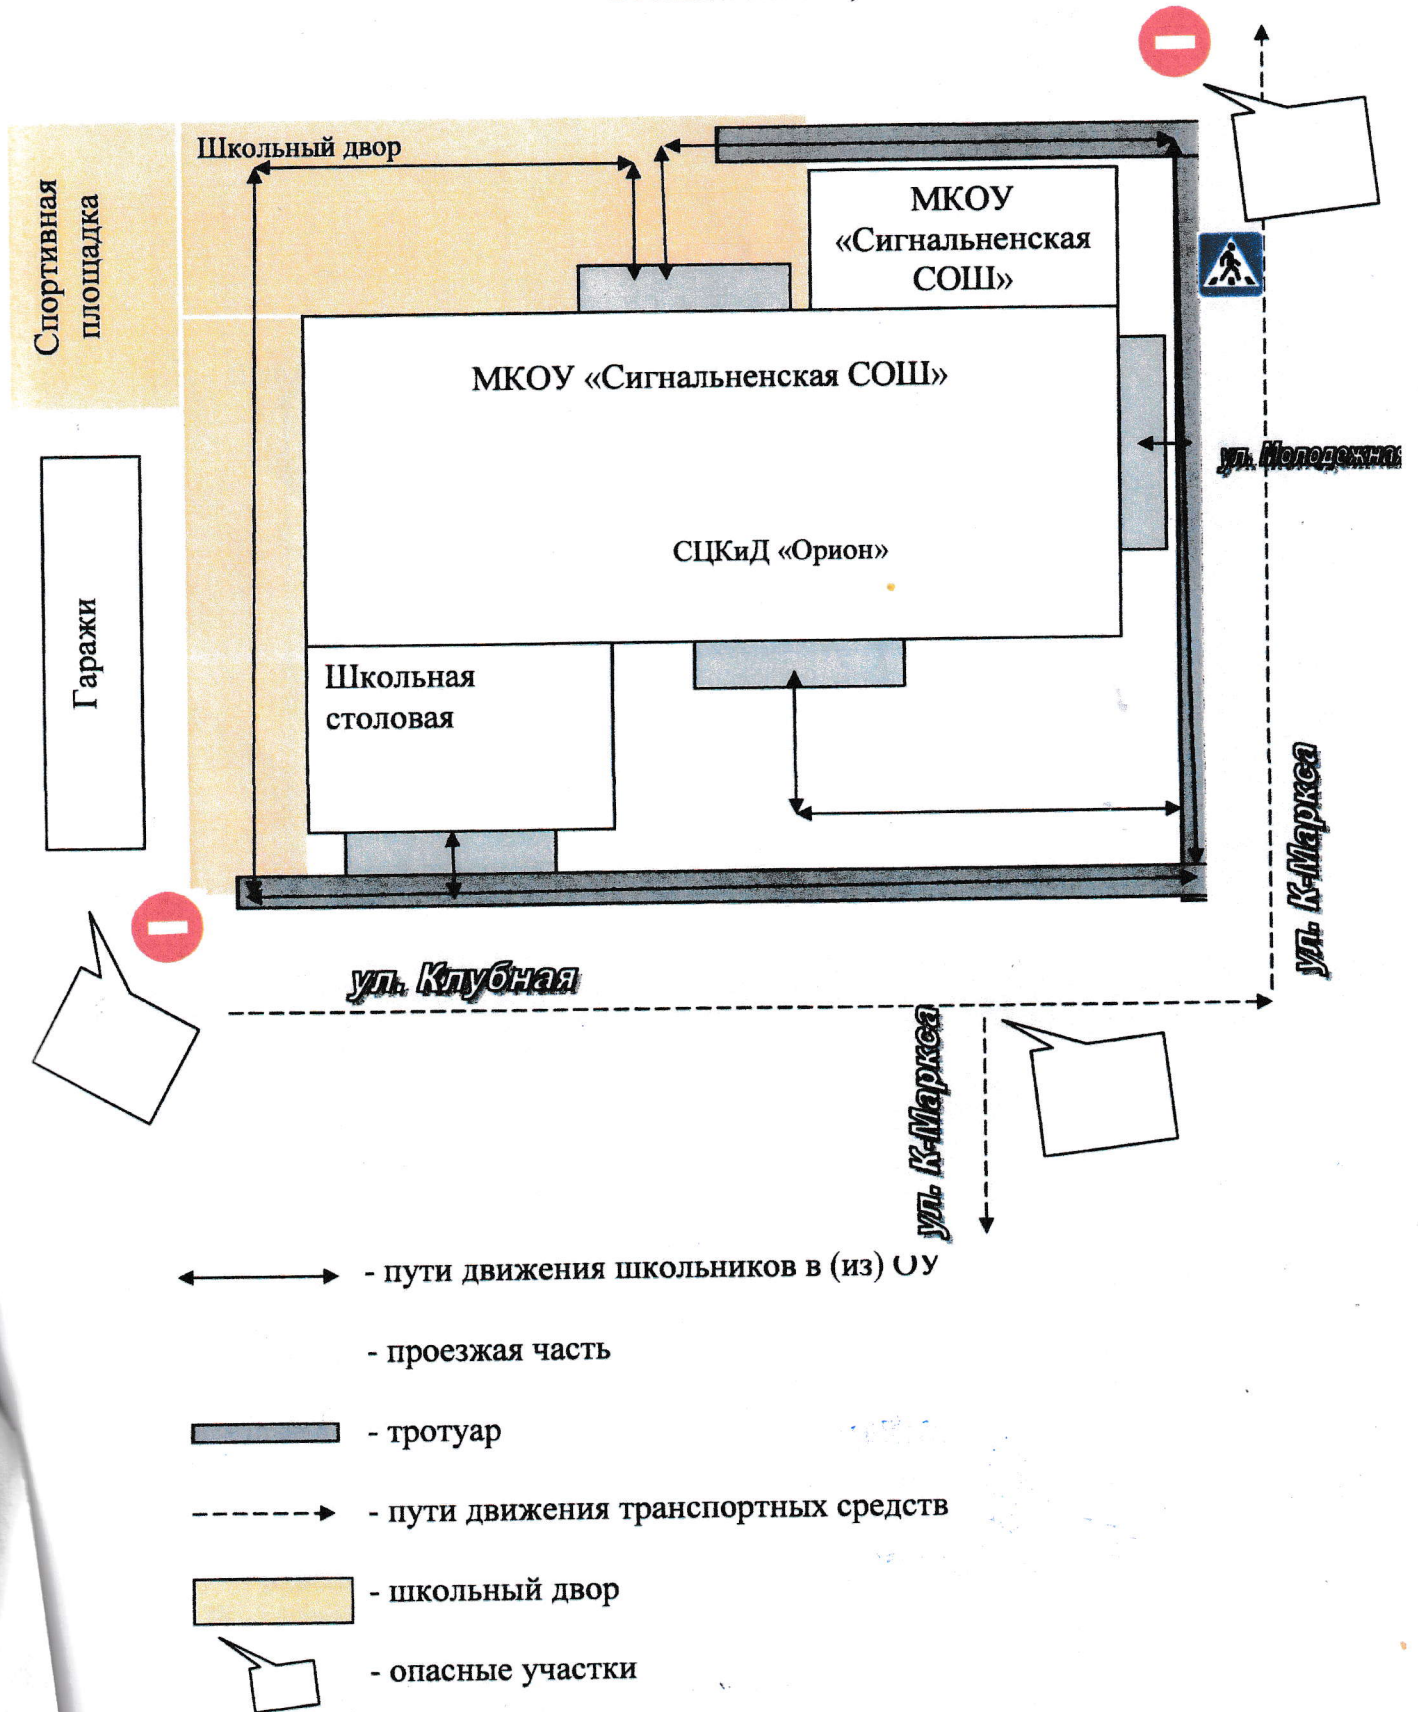 Школьный двор
Спортивная
площадка
МКОУ
«Сигнальненская
СОШ»
МКОУ «Сигнальненская СОШ»
ул. Молодежна
СЦКиД «Орион»
Гаражи
Школьная
столовая
ул. К-Маркса
ул. Клубная
ул. К-Маркса
- пути движения школьников в (из) ОУ
- проезжая часть
- тротуар
- пути движения транспортных средств
- школьный двор
- опасные участки